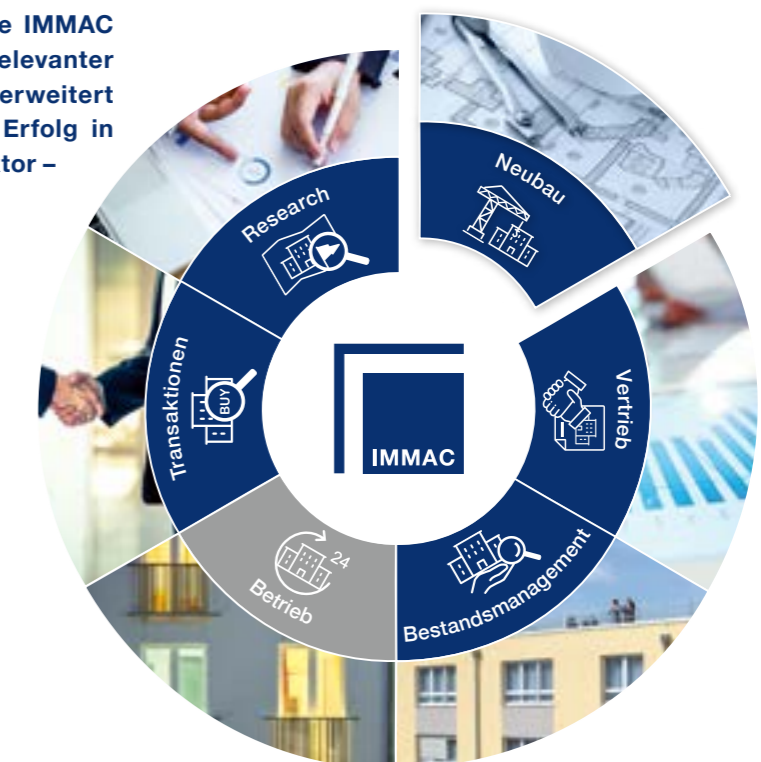 e IMMAC
elevanter
erweitert
Erfolg in
tor –
Research
Neubau
Transaktionen
BUY
Vertrieb
IMMAC
24
Betrieb
Bestandsmanagement